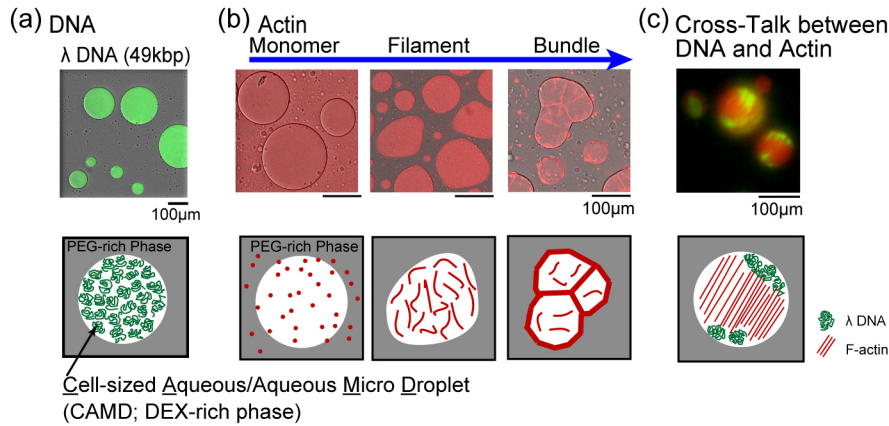 (a) DNA
λ DNA (49kbp)
100μm
PEG-rich Phase
Cell-sized Aqueous/Aqueous Micro Droplet
(CAMD; DEX-rich phase)
(b) Actin
Monomer Filament Bundle
100μm
PEG-rich Phase
(c) Cross-Talk between
DNA and Actin
100μm
λ DNA
F-actin